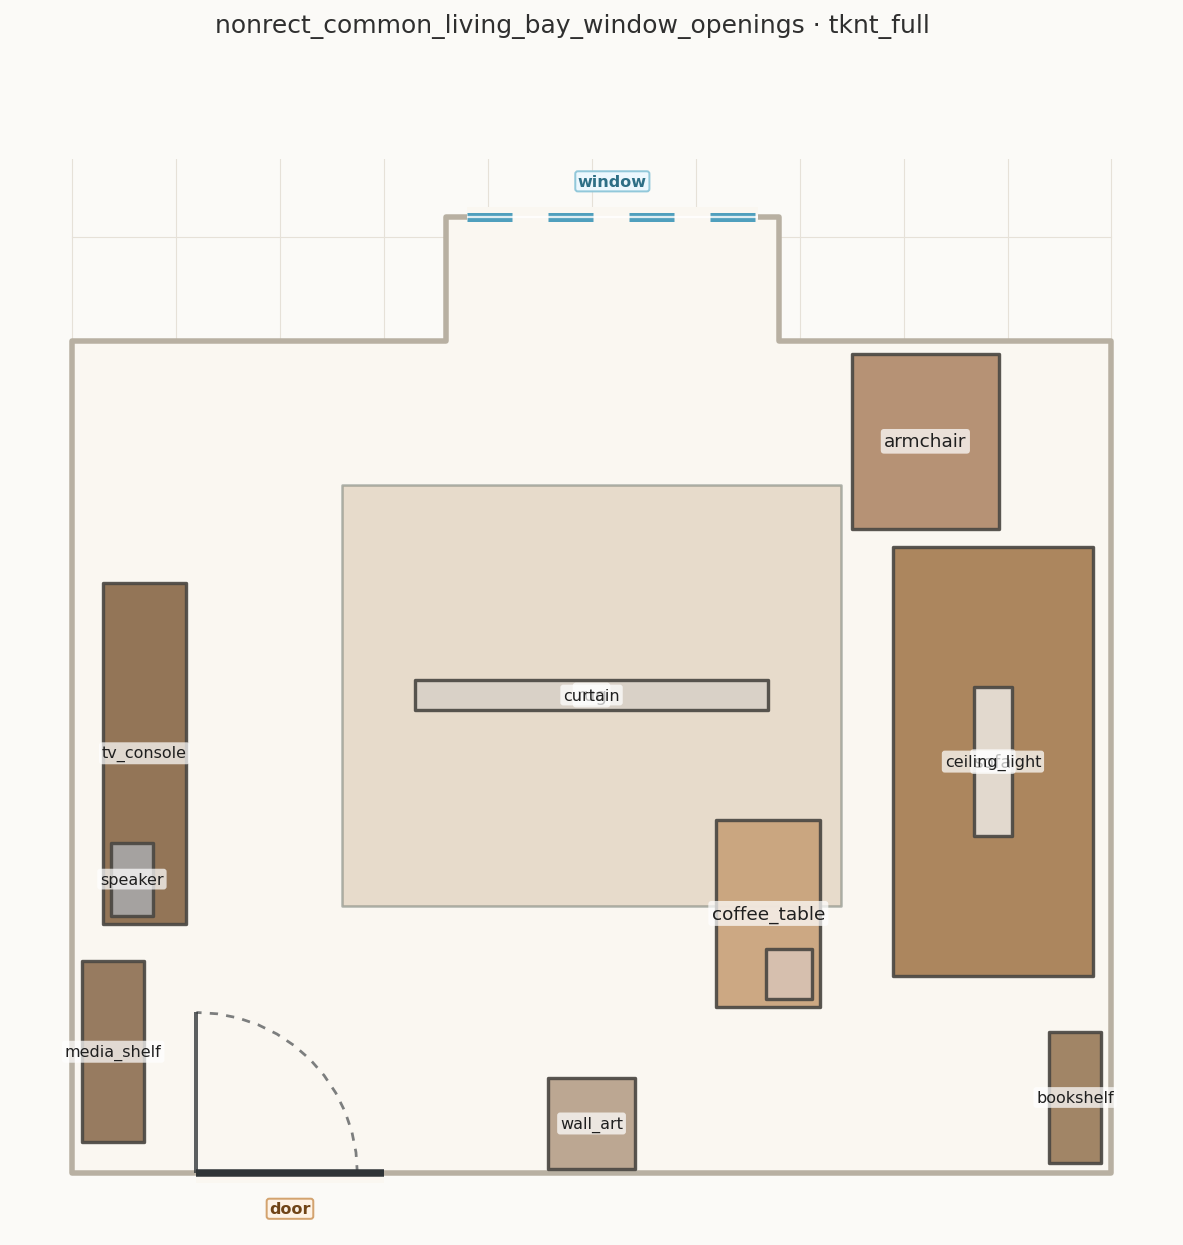 nonrect_common_living_bay_window_openings · tknt_full
window
armchair
curtain
tv_console
ceiling_light
speaker
coffee_table
media_shelf
bookshelf
wall_art
door